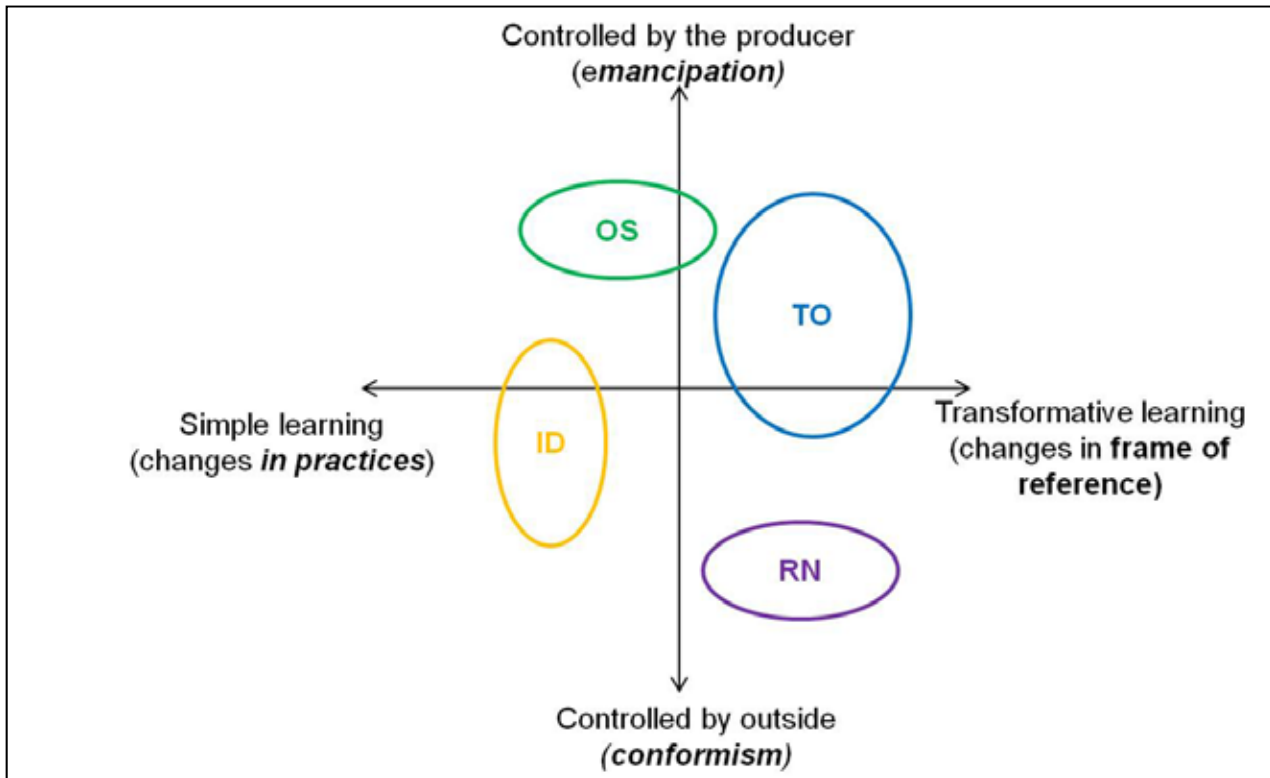 Controlled by the producer
(emancipation)
OS
TO
Simple learning
(changes in practices)
ID
Transformative learning
(changes in frame of
reference)
RN
Controlled by outside
(conformism)